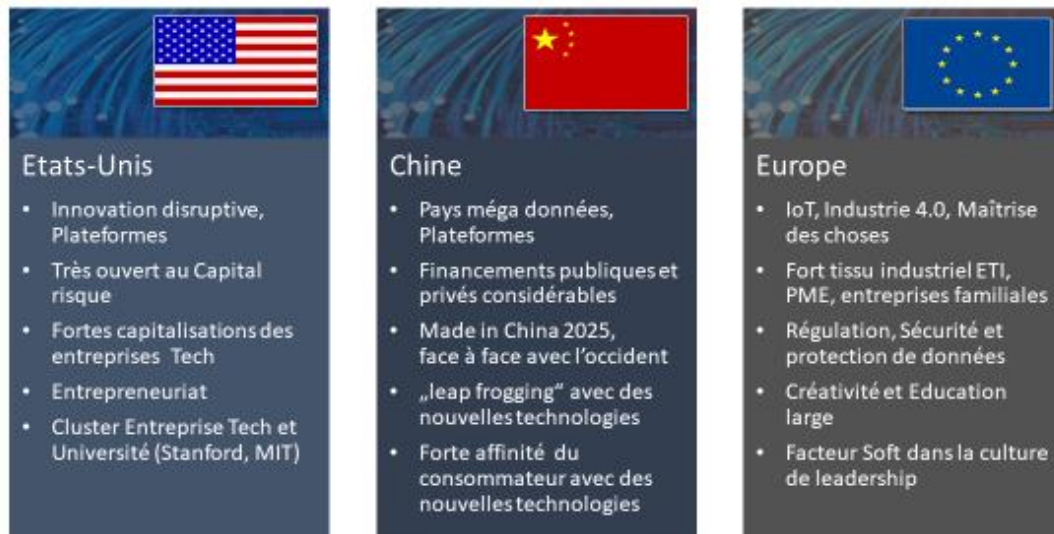 Etats-Unis
• Innovation disruptive,
Plateformes
• Très ouvert au Capital
risque
• Fortes capitalisations des
entreprises Tech
• Entrepreneuriat
• Cluster Entreprise Tech et
Université (Stanford, MIT)
Chine
• Pays méga données,
Plateformes
• Financements publiques et
privés considérables
• Made in China 2025,
face à face avec l’occident
• „leap frogging“ avec des
nouvelles technologies
• Forte affinité du
consommateur avec des
nouvelles technologies
Europe
• IoT, Industrie 4.0, Maîtrise
des choses
• Fort tissu industriel ETI,
PME, entreprises familiales
• Régulation, Sécurité et
protection de données
• Créativité et Education
large
• Facteur Soft dans la culture
de leadership